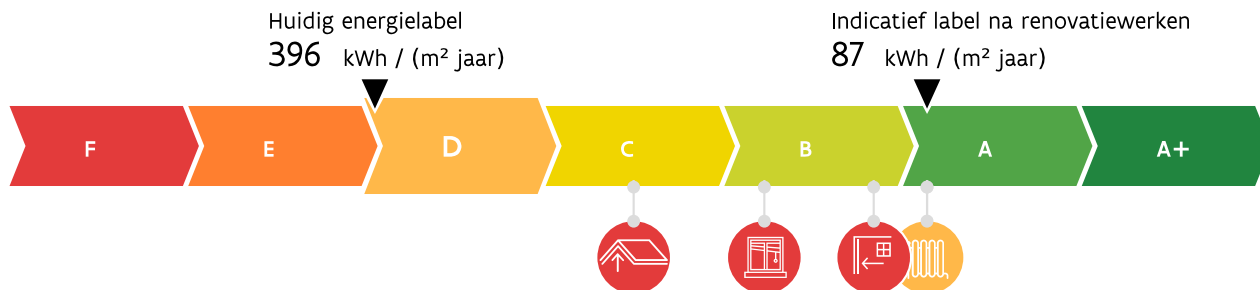 Huidig energielabel
396 kWh / (m² jaar)
Indicatief label na renovatiewerken
87 kWh / (m² jaar)
F E D C B A A+